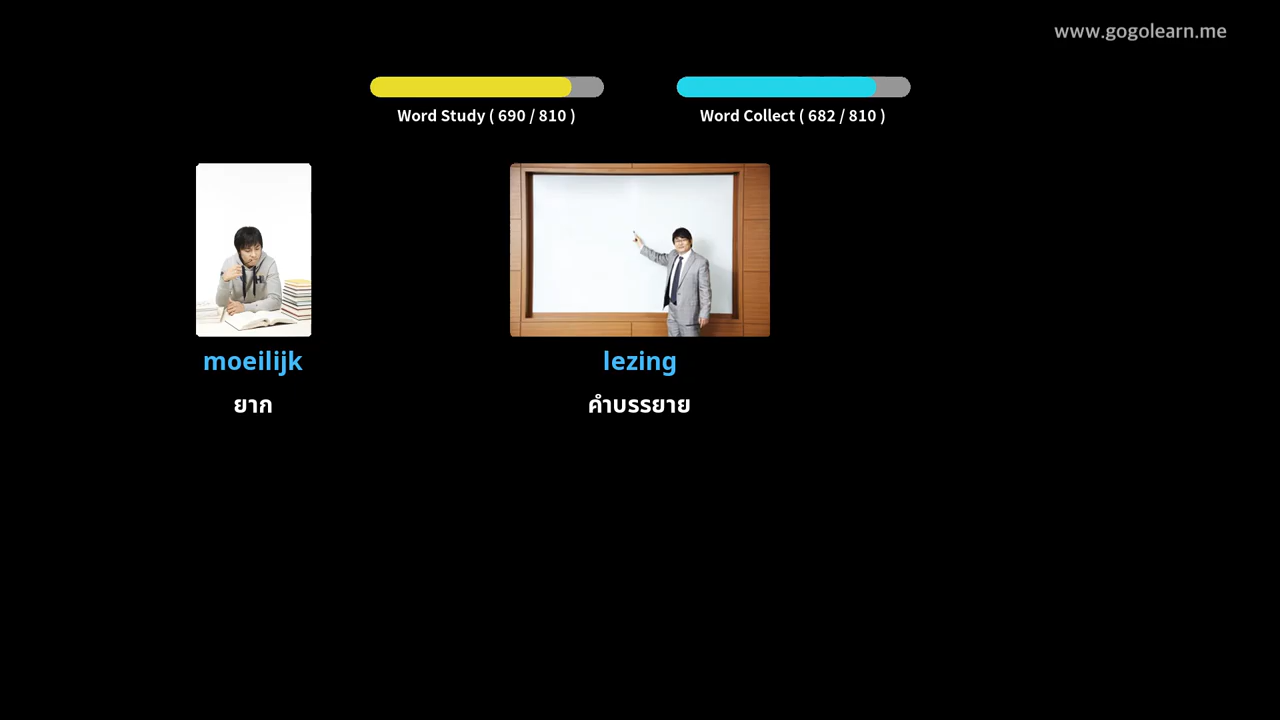 www.gogolearn.me
Word Study ( 690 / 810 )
Word Collect ( 682 / 810 )
moeilijk
lezing
ยาก
คำบรรยาย